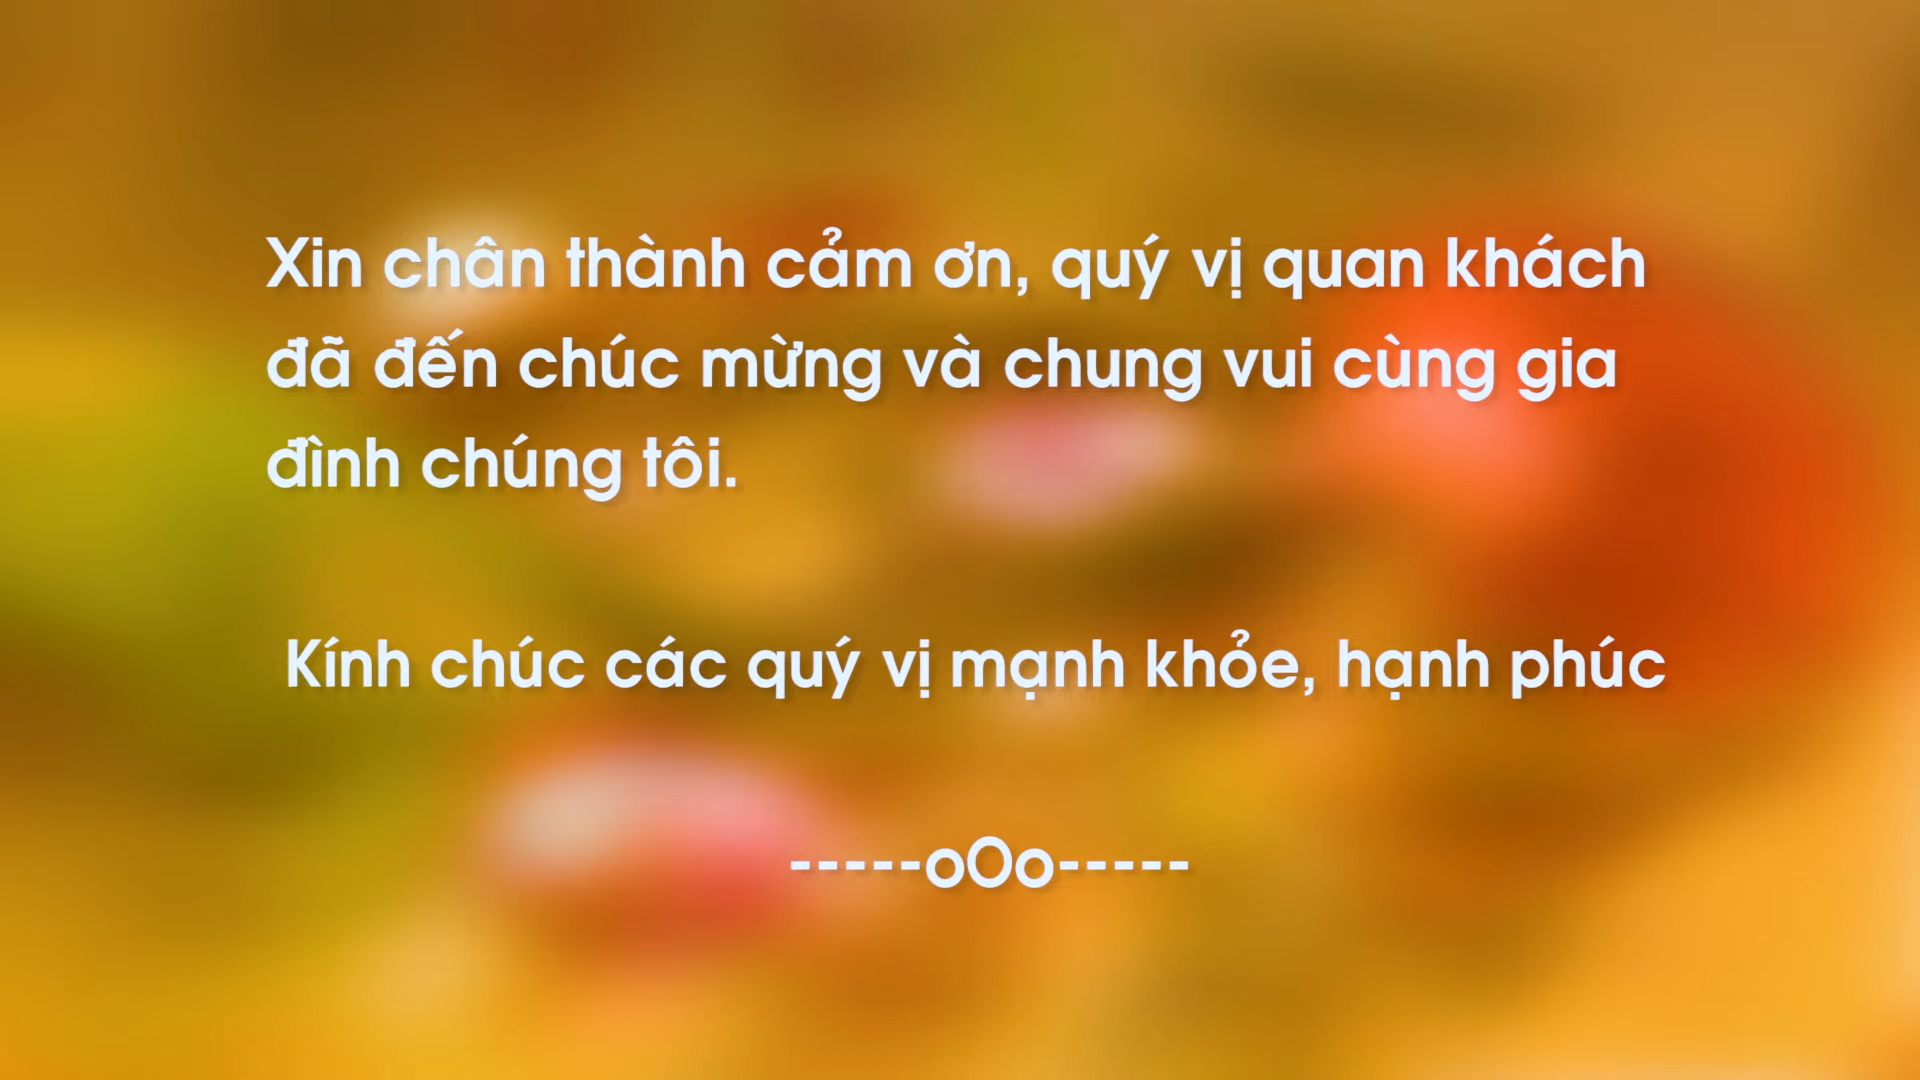 Xin chân thành cảm ơn, quý vị quan khách
đã đến chúc mừng và chung vui cùng gia
đình chúng tôi.
Kính chúc các quý vị mạnh khỏe, hạnh phúc
-----oOo-----